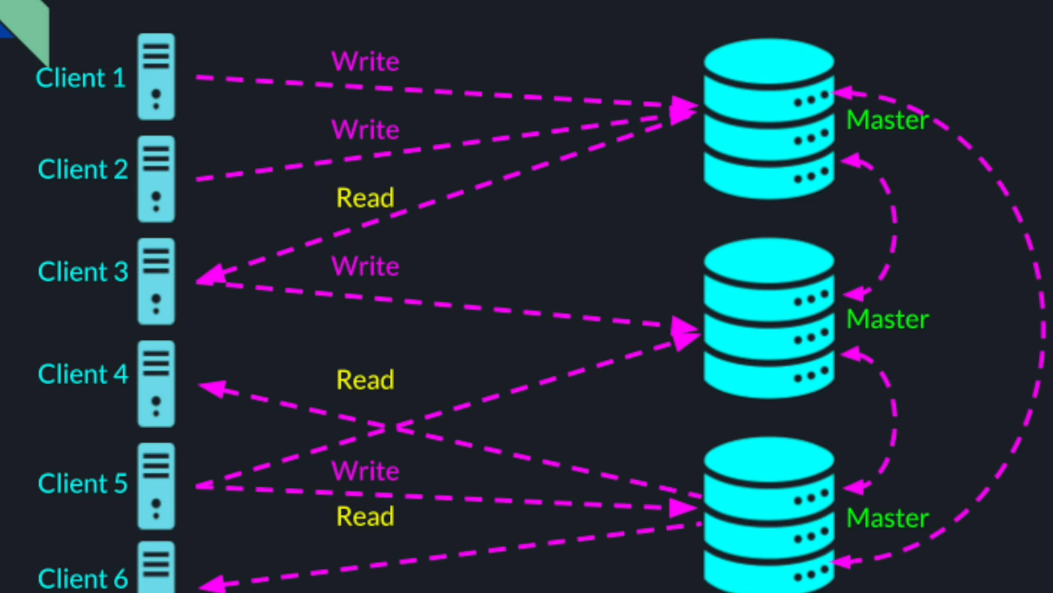 Write
Client 1
Master
Write
Client 2
Read
Client 3
Write
Master
Client 4
Read
Write
Client 5
Read
Master
Client 6